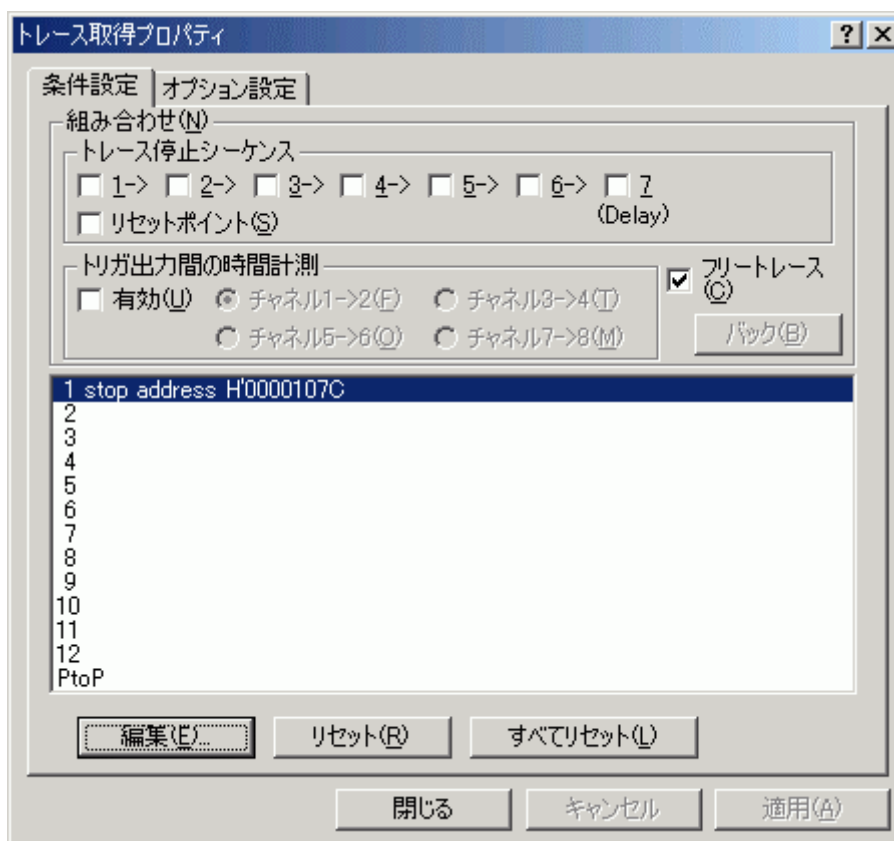 トレース取得プロパティ
条件設定 オプション設定
組み合わせ(N)
トレース停止シーケンス
1-> 2-> 3-> 4-> 5-> 6-> 7
(Delay)
リセットポイント(S)
トリガ出力間の時間計測
有効(U) チャネル1->2(F) チャネル3->4(T)
チャネル5->6(O) チャネル7->8(M)
フリートレース
(C)
バック(B)
1 stop address H'0000107C
2
3
4
5
6
7
8
9
10
11
12
PtoP
編集(E)... リセット(R) すべてリセット(L)
閉じる キャンセル 適用(A)